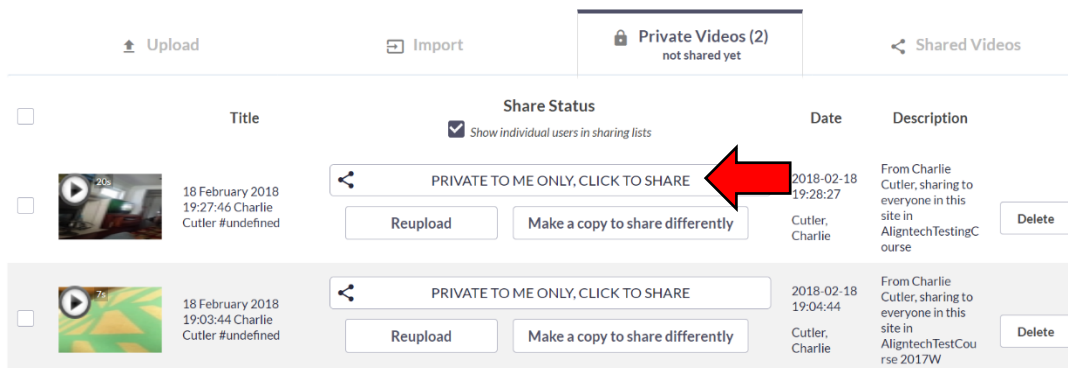 Upload
Import
Private Videos (2)
not shared yet
Shared Videos
Title
Share Status
Show individual users in sharing lists
Date
Description
20s
18 February 2018
19:27:46 Charlie
Cutler #undefined
PRIVATE TO ME ONLY, CLICK TO SHARE
Reupload
Make a copy to share differently
2018-02-18
19:28:27
Cutler,
Charlie
From Charlie
Cutler, sharing to
everyone in this
site in
AligntechTestingC
ourse
Delete
7s
18 February 2018
19:03:44 Charlie
Cutler #undefined
PRIVATE TO ME ONLY, CLICK TO SHARE
Reupload
Make a copy to share differently
2018-02-18
19:04:44
Cutler,
Charlie
From Charlie
Cutler, sharing to
everyone in this
site in
AligntechTestCou
rse 2017W
Delete